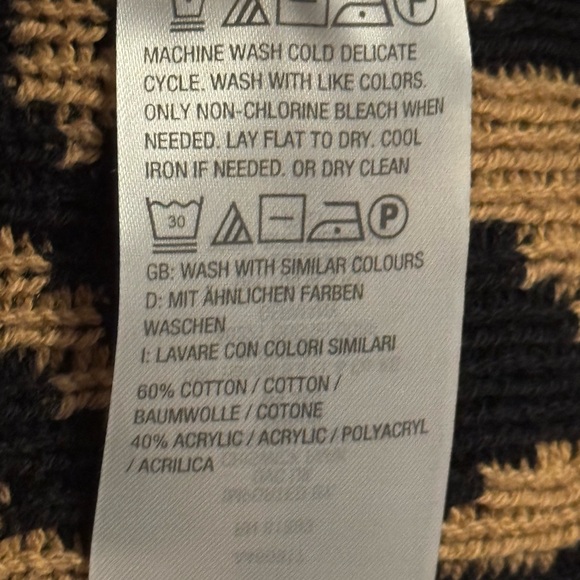 MACHINE WASH COLD DELICATE
CYCLE. WASH WITH LIKE COLORS.
ONLY NON-CHLORINE BLEACH WHEN
NEEDED. LAY FLAT TO DRY. COOL
IRON IF NEEDED. OR DRY CLEAN
30 P
GB: WASH WITH SIMILAR COLOURS
D: MIT ÄHNLICHEN FARBEN
WASCHEN
I: LAVARE CON COLORI SIMILARI
60% COTTON / COTTON /
BAUMWOLLE / COTONE
40% ACRYLIC / ACRYLIC / POLYACRYL
/ ACRILICA